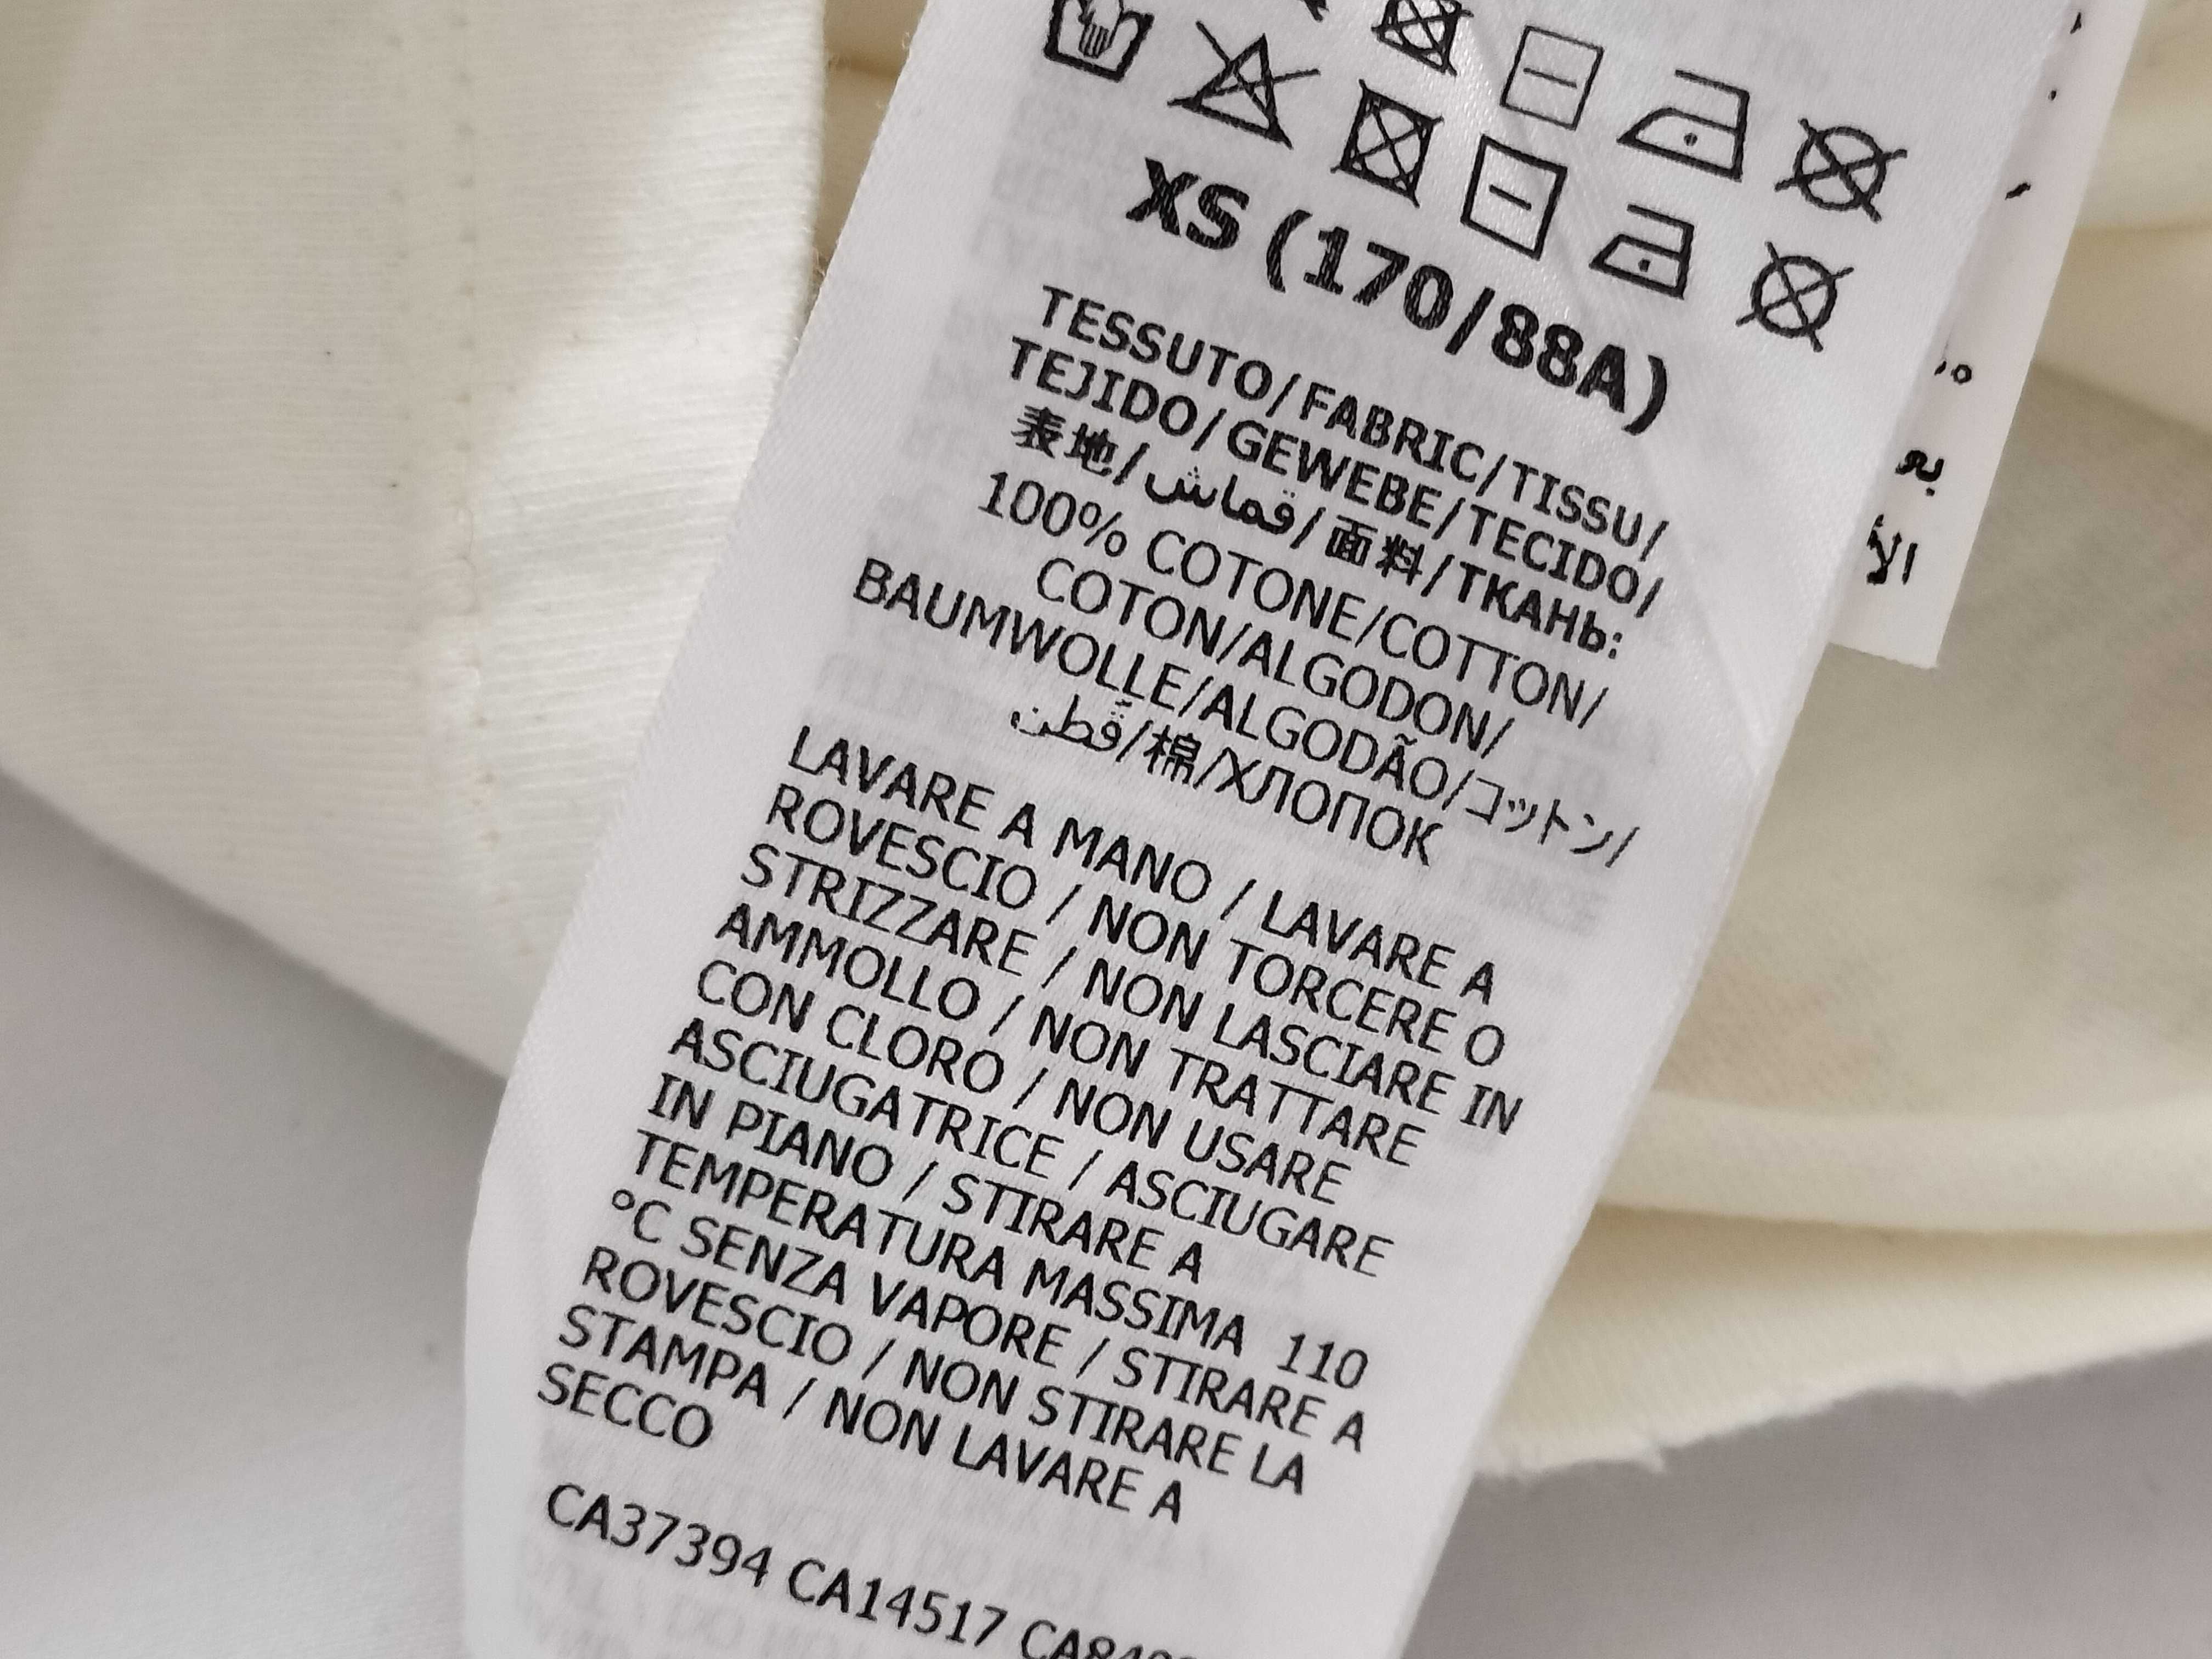 XS (170/88A)
TESSUTO/FABRIC/TISSU/
TEJIDO/GEWEBE/TECIDO/
表地/قماش/面料/ТКАНЬ:
100% COTONE/COTTON/
COTON/ALGODON/
BAUMWOLLE/ALGODÃO/コットン/
قُطن/棉/ХЛОПОК
LAVARE A MANO / LAVARE A
ROVESCIO / NON TORCERE O
STRIZZARE / NON LASCIARE IN
AMMOLLO / NON TRATTARE
CON CLORO / NON USARE
ASCIUGATRICE / ASCIUGARE
IN PIANO / STIRARE A
TEMPERATURA MASSIMA 110
°C SENZA VAPORE / STIRARE A
ROVESCIO / NON STIRARE LA
STAMPA / NON LAVARE A
SECCO
CA37394 CA14517